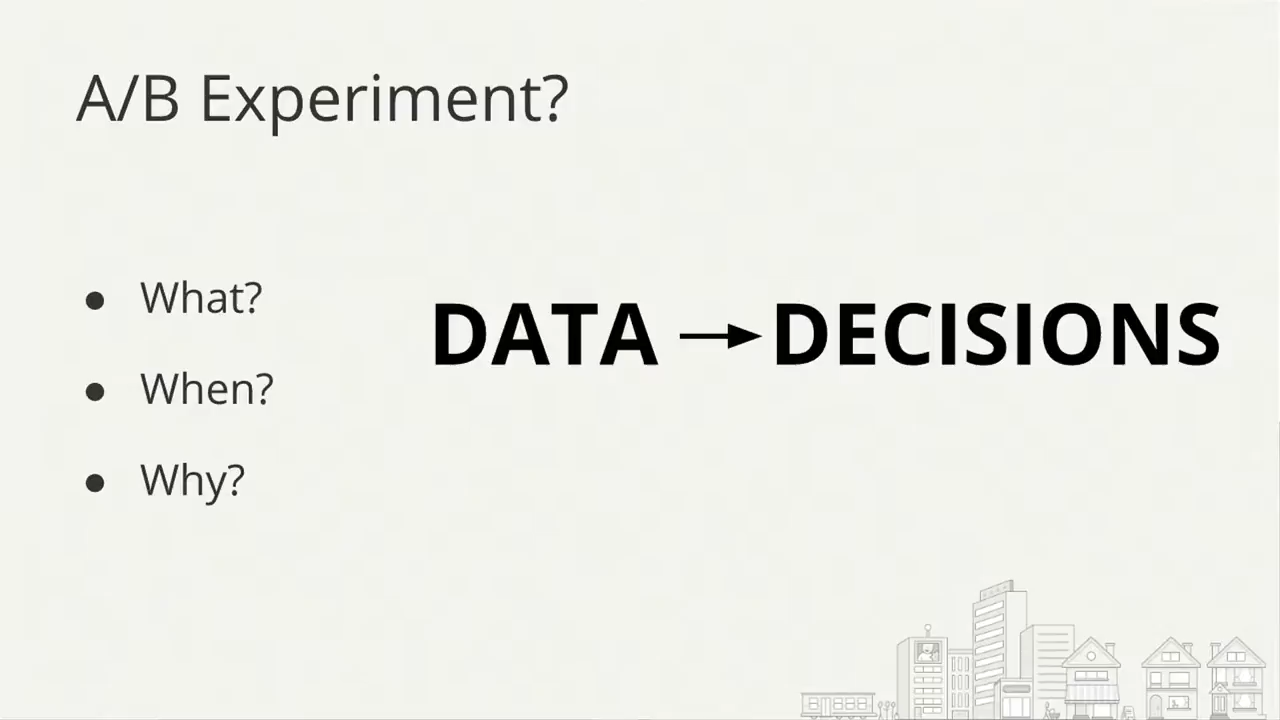 A/B Experiment?
● What?
● When?
● Why?
DATA → DECISIONS